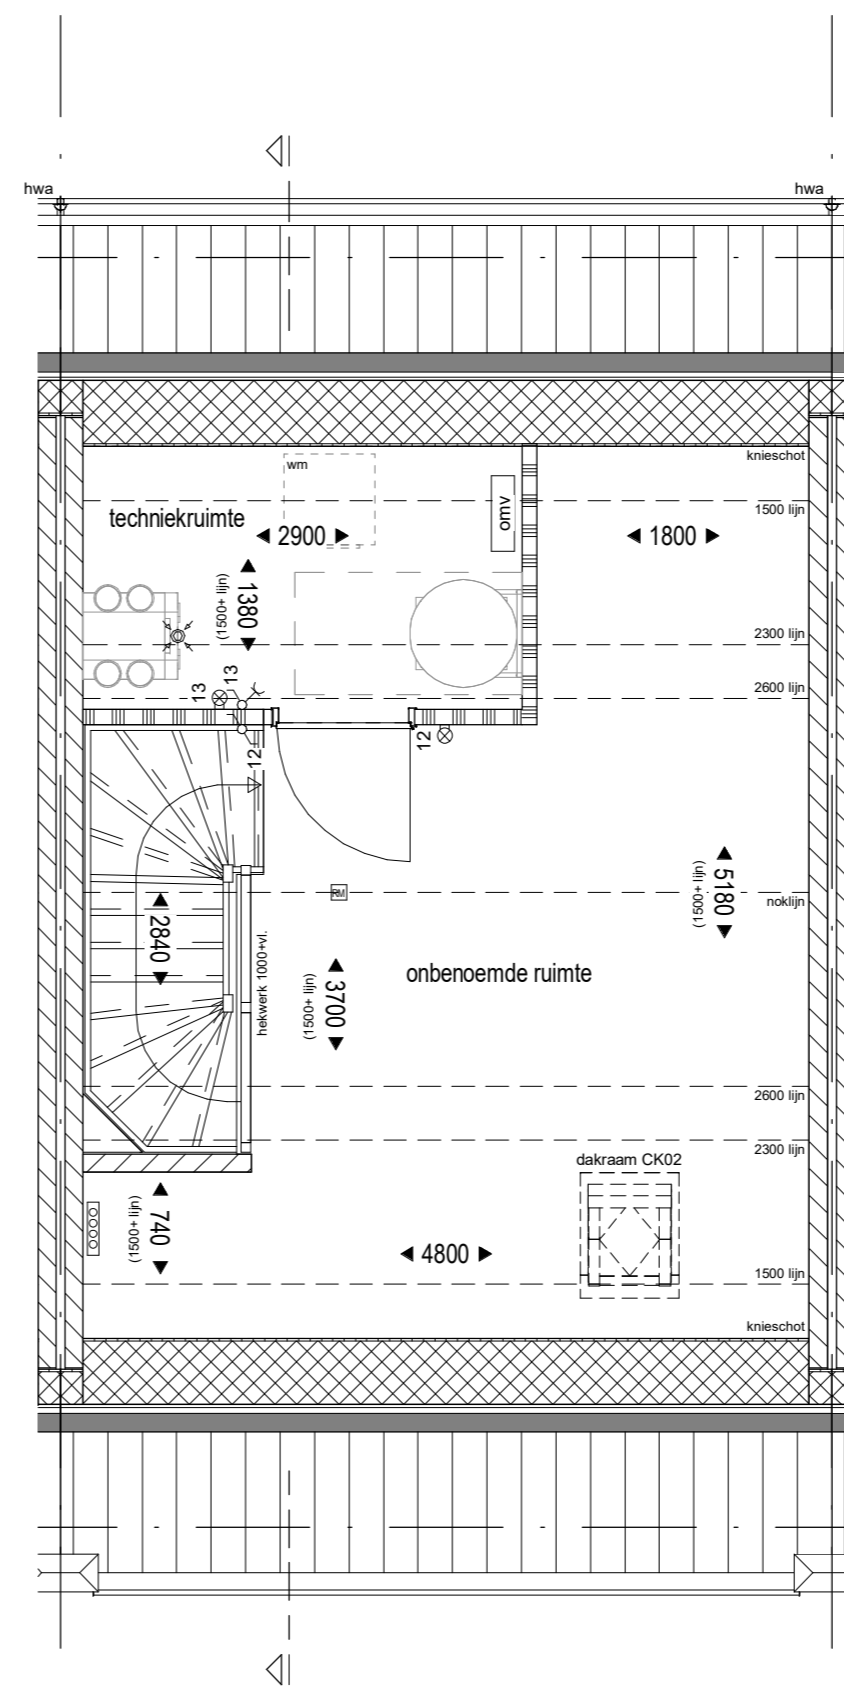 hwa
hwa
knieschot
wm
1500 lijn
techniekruimte
omv
2900
1800
1380
(1500+ lijn)
2300 lijn
13
13
2600 lijn
12
12
5180
(1500+ lijn)
RM
noklijn
2840
hekwerk 1000+vl.
onbenoemde ruimte
3700
(1500+ lijn)
2600 lijn
2300 lijn
dakraam CK02
740
(1500+ lijn)
4800
1500 lijn
knieschot